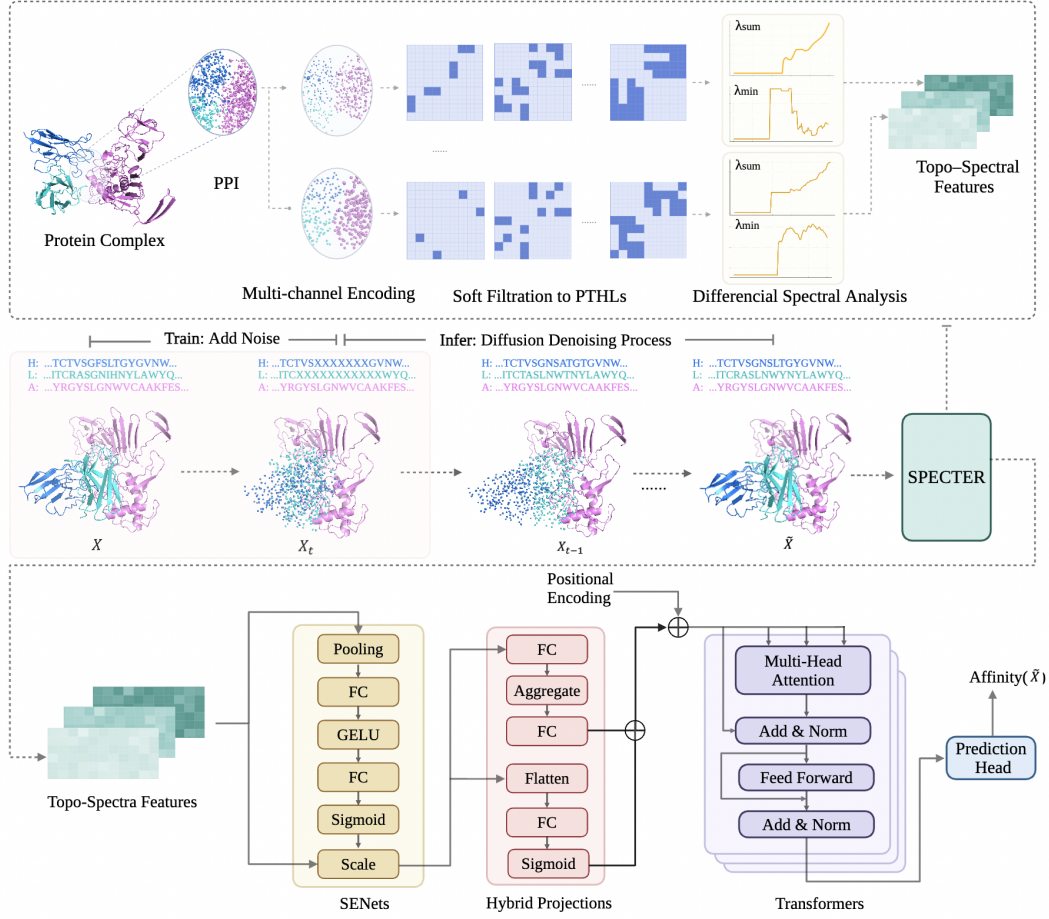 λsum
λmin
Topo–Spectral
Features
λsum
λmin
PPI
......
......
......
Protein Complex
Multi-channel Encoding
Soft Filtration to PTHLs
Differencial Spectral Analysis
Train: Add Noise
Infer: Diffusion Denoising Process
H: ...TCTVSGFSLTGYGVNW...
L: ...ITCRASGNIHNYLAWYQ...
A: ...YRGYSLGNWVCAAKFES...
H: ...TCTVSXXXXXXXGVNW...
L: ...ITCXXXXXXXXXXXWYQ...
A: ...YRGYSLGNWVCAAKFES...
H: ...TCTVSGNSATGTGVNW...
L: ...ITCTASLNWTNYLAWYQ...
A: ...YRGYSLGNWVCAAKFES...
H: ...TCTVSGNSLTGYGVNW...
L: ...ITCRASLNWYNYLAWYQ...
A: ...YRGYSLGNWVCAAKFES...
SPECTER
......
X
Xₜ
Xₜ₋₁
X̃
Positional
Encoding
Pooling
FC
GELU
FC
Sigmoid
Scale
SENets
FC
Aggregate
FC
Flatten
FC
Sigmoid
Hybrid Projections
Multi-Head
Attention
Add & Norm
Feed Forward
Add & Norm
Transformers
Affinity(X̃)
Prediction
Head
Topo-Spectra Features